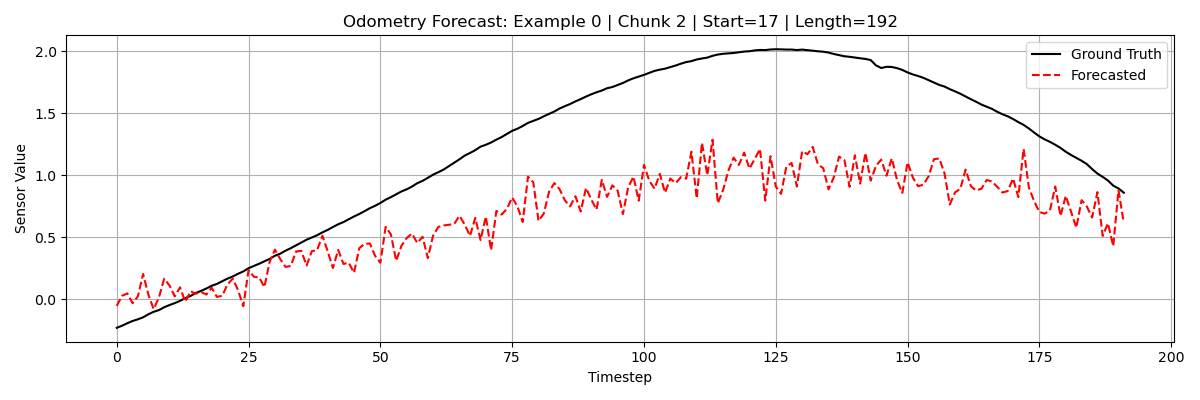 Odometry Forecast: Example 0 | Chunk 2 | Start=17 | Length=192
Ground Truth
Forecasted
Sensor Value
2.0
1.5
1.0
0.5
0.0
0 25 50 75 100 125 150 175 200
Timestep